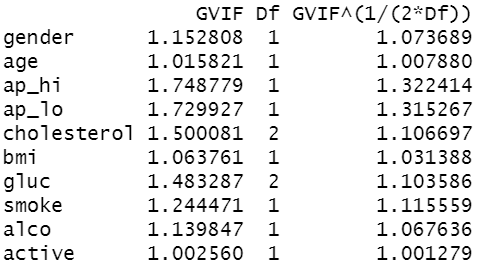 GVIF Df GVIF^(1/(2*Df))
gender 1.152808 1 1.073689
age 1.015821 1 1.007880
ap_hi 1.748779 1 1.322414
ap_lo 1.729927 1 1.315267
cholesterol 1.500081 2 1.106697
bmi 1.063761 1 1.031388
gluc 1.483287 2 1.103586
smoke 1.244471 1 1.115559
alco 1.139847 1 1.067636
active 1.002560 1 1.001279